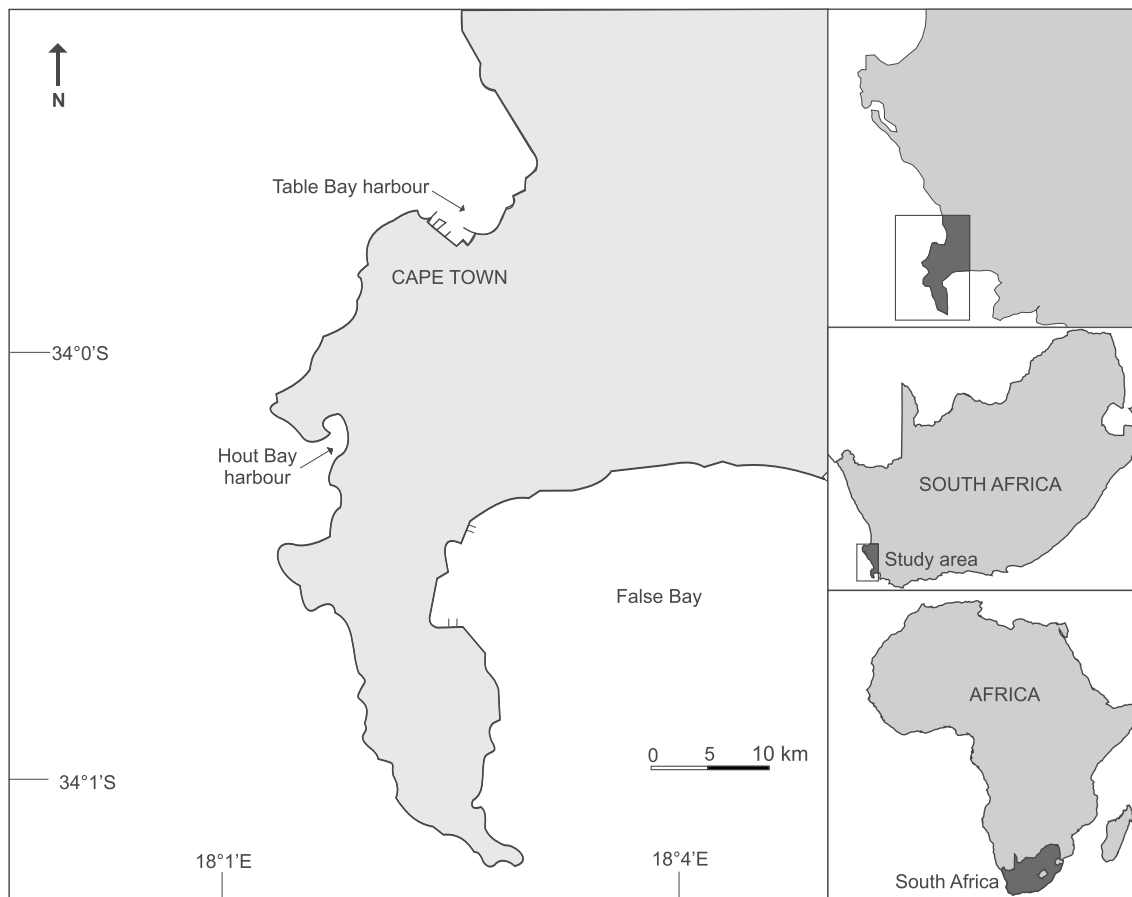 N
Table Bay harbour
CAPE TOWN
34°0’S
Hout Bay
harbour
False Bay
0 5 10 km
34°1’S
18°1’E
18°4’E
SOUTH AFRICA
Study area
AFRICA
South Africa